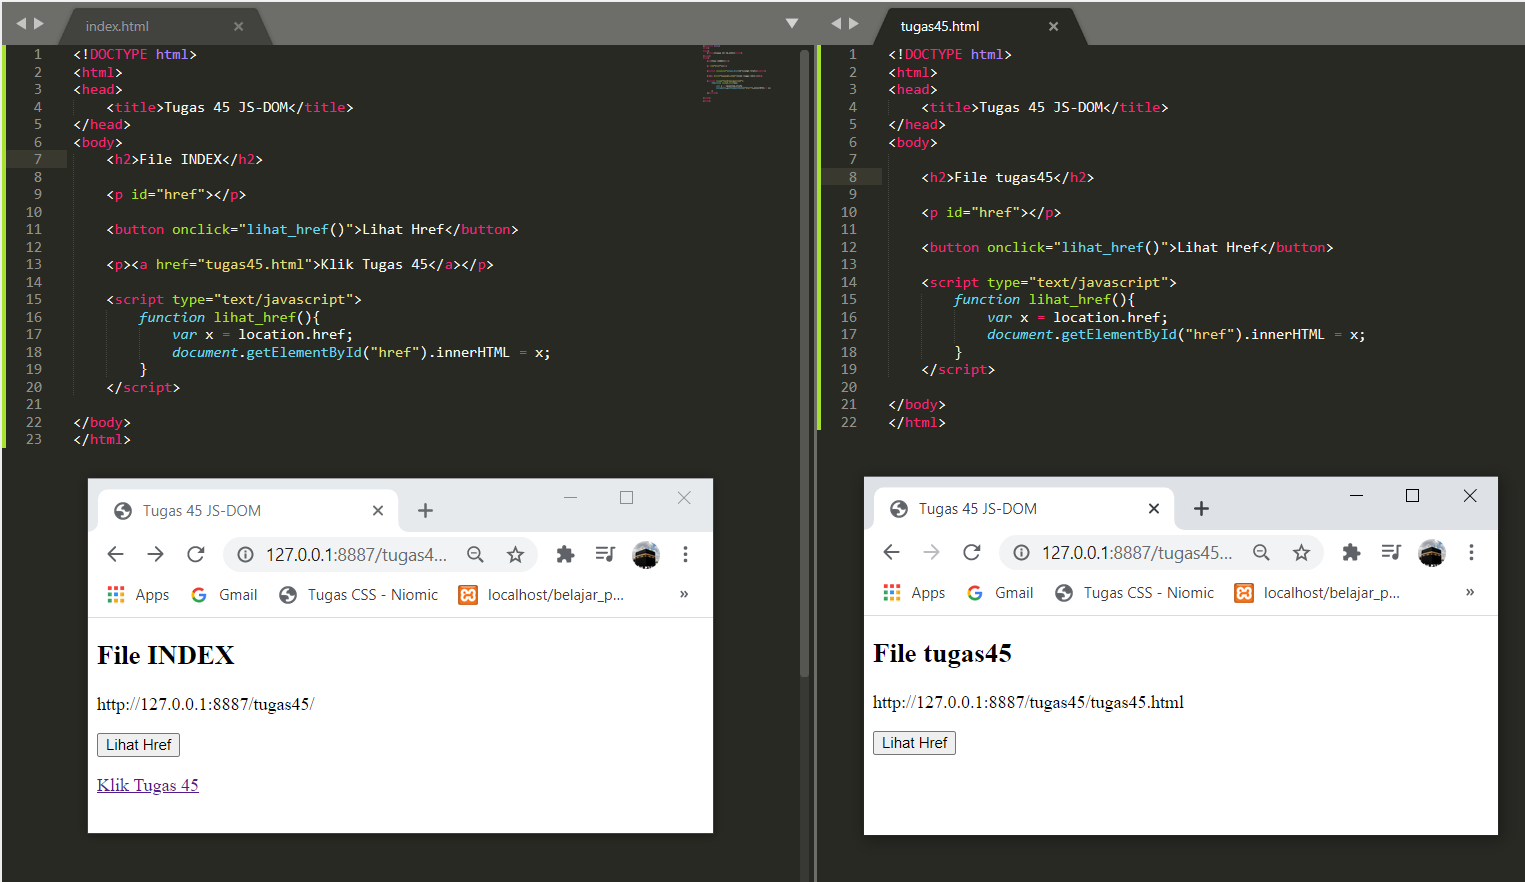 index.html
1 <!DOCTYPE html>
2 <html>
3 <head>
4 <title>Tugas 45 JS-DOM</title>
5 </head>
6 <body>
7 <h2>File INDEX</h2>
8
9 <p id="href"></p>
10
11 <button onclick="lihat_href()">Lihat Href</button>
12
13 <p><a href="tugas45.html">Klik Tugas 45</a></p>
14
15 <script type="text/javascript">
16 function lihat_href(){
17 var x = location.href;
18 document.getElementById("href").innerHTML = x;
19 }
20 </script>
21
22 </body>
23 </html>
Tugas 45 JS-DOM
127.0.0.1:8887/tugas4...
Apps Gmail Tugas CSS - Niomic localhost/belajar_p... »
File INDEX
http://127.0.0.1:8887/tugas45/
Lihat Href
Klik Tugas 45
tugas45.html
1 <!DOCTYPE html>
2 <html>
3 <head>
4 <title>Tugas 45 JS-DOM</title>
5 </head>
6 <body>
7
8 <h2>File tugas45</h2>
9
10 <p id="href"></p>
11
12 <button onclick="lihat_href()">Lihat Href</button>
13
14 <script type="text/javascript">
15 function lihat_href(){
16 var x = location.href;
17 document.getElementById("href").innerHTML = x;
18 }
19 </script>
20
21 </body>
22 </html>
Tugas 45 JS-DOM
127.0.0.1:8887/tugas45...
Apps Gmail Tugas CSS - Niomic localhost/belajar_p... »
File tugas45
http://127.0.0.1:8887/tugas45/tugas45.html
Lihat Href